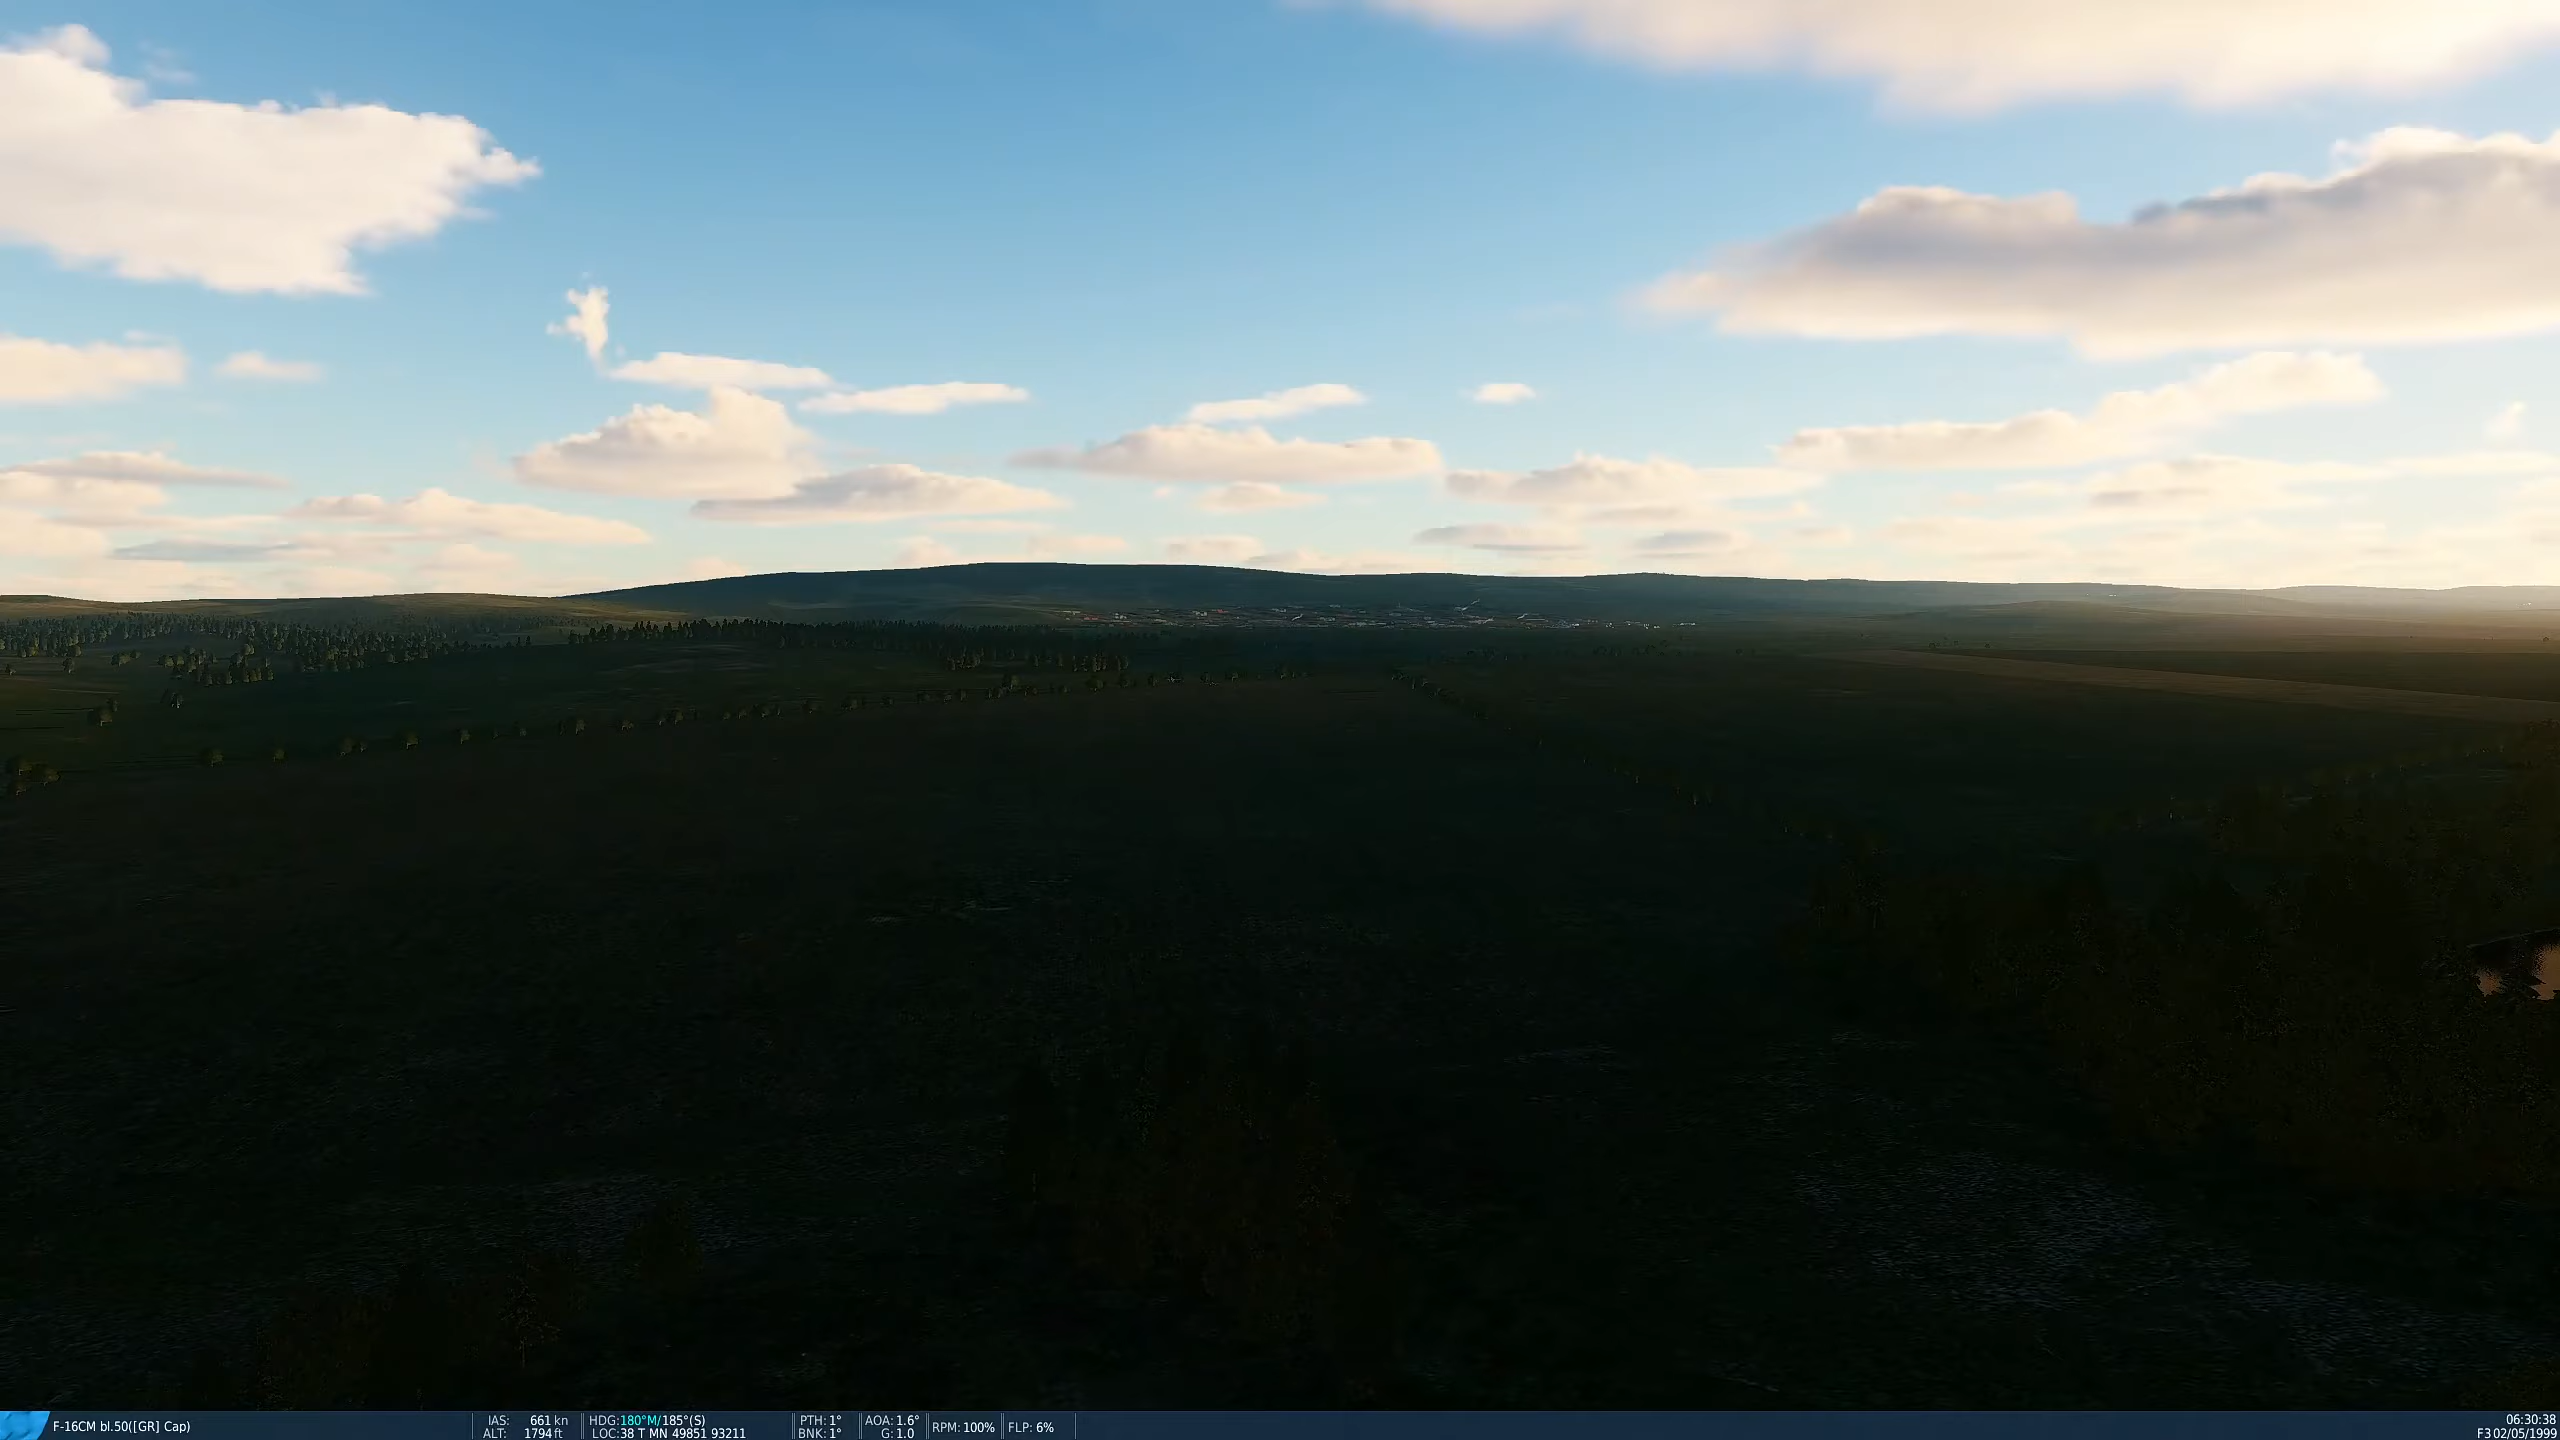 F-16CM bl.50([GR] Cap)
IAS: 661 kn
ALT: 1794 ft
HDG:180°M/185°(S)
LOC:38 T MN 49851 93211
PTH: 1°
BNK: 1°
AOA: 1.6°
G: 1.0
RPM: 100%
FLP: 6%
06:30:38
F3 02/05/1999